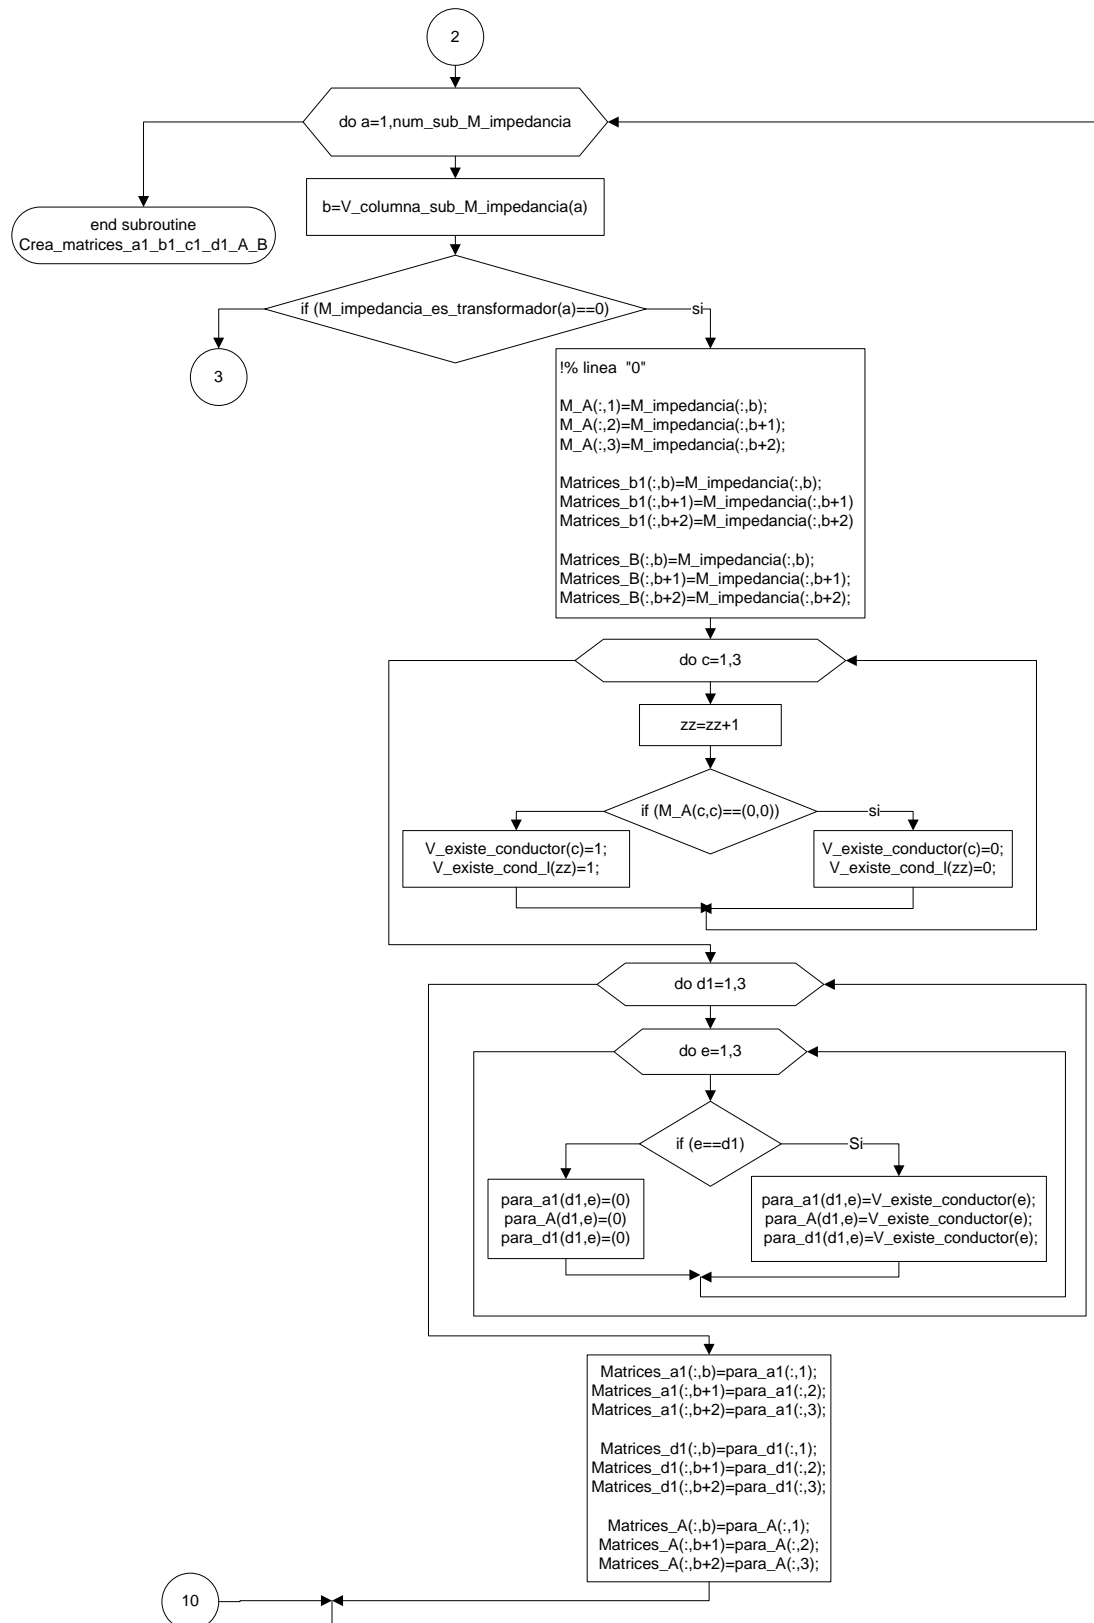 2
do a=1,num_sub_M_impedancia
b=V_columna_sub_M_impedancia(a)
end subroutine
Crea_matrices_a1_b1_c1_d1_A_B
if (M_impedancia_es_transformador(a)==0)
si
3
!% linea  "0"
M_A(:,1)=M_impedancia(:,b);
M_A(:,2)=M_impedancia(:,b+1);
M_A(:,3)=M_impedancia(:,b+2);
Matrices_b1(:,b)=M_impedancia(:,b);
Matrices_b1(:,b+1)=M_impedancia(:,b+1)
Matrices_b1(:,b+2)=M_impedancia(:,b+2)
Matrices_B(:,b)=M_impedancia(:,b);
Matrices_B(:,b+1)=M_impedancia(:,b+1);
Matrices_B(:,b+2)=M_impedancia(:,b+2);
do c=1,3
zz=zz+1
if (M_A(c,c)==(0,0))
si
V_existe_conductor(c)=1;
V_existe_cond_l(zz)=1;
V_existe_conductor(c)=0;
V_existe_cond_l(zz)=0;
do d1=1,3
do e=1,3
if (e==d1)
Si
para_a1(d1,e)=(0)
para_A(d1,e)=(0)
para_d1(d1,e)=(0)
para_a1(d1,e)=V_existe_conductor(e);
para_A(d1,e)=V_existe_conductor(e);
para_d1(d1,e)=V_existe_conductor(e);
Matrices_a1(:,b)=para_a1(:,1);
Matrices_a1(:,b+1)=para_a1(:,2);
Matrices_a1(:,b+2)=para_a1(:,3);
Matrices_d1(:,b)=para_d1(:,1);
Matrices_d1(:,b+1)=para_d1(:,2);
Matrices_d1(:,b+2)=para_d1(:,3);
Matrices_A(:,b)=para_A(:,1);
Matrices_A(:,b+1)=para_A(:,2);
Matrices_A(:,b+2)=para_A(:,3);
10